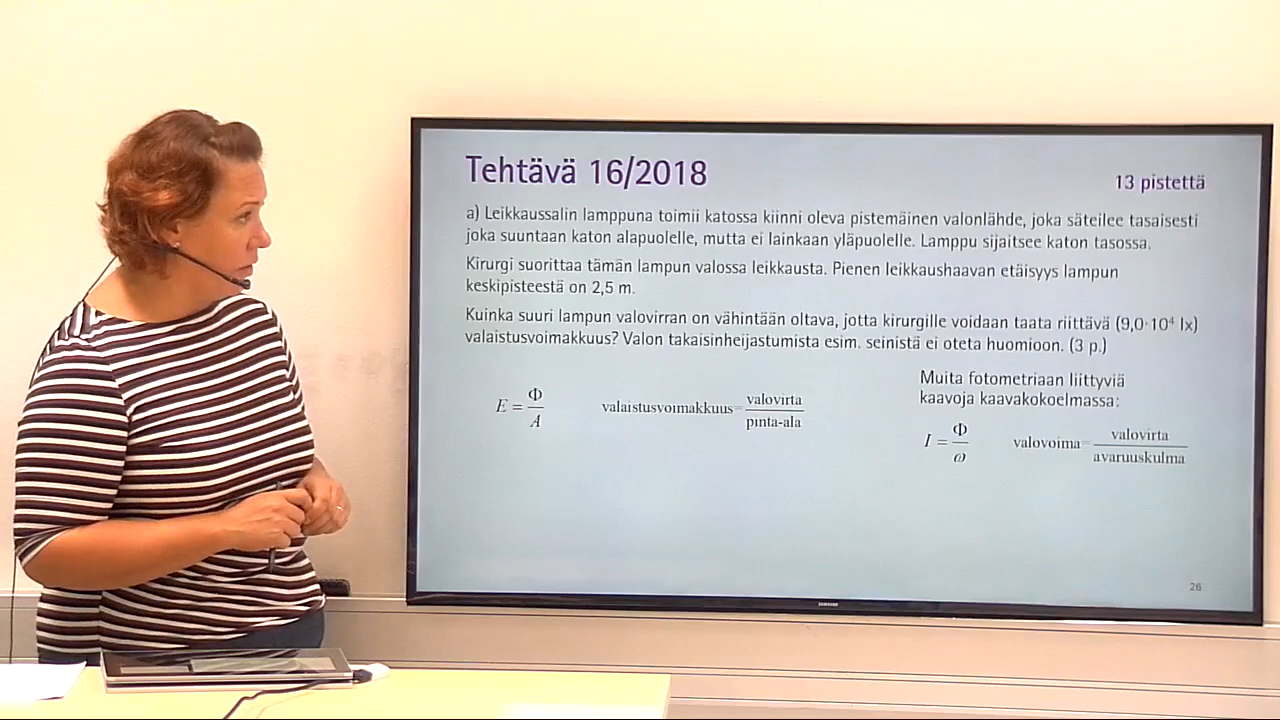 Tehtävä 16/2018
13 pistettä
a) Leikkaussalin lamppuna toimii katossa kiinni oleva pistemäinen valonlähde, joka säteilee tasaisesti
joka suuntaan katon alapuolelle, mutta ei lainkaan yläpuolelle. Lamppu sijaitsee katon tasossa.
Kirurgi suorittaa tämän lampun valossa leikkausta. Pienen leikkaushaavan etäisyys lampun
keskipisteestä on 2,5 m.
Kuinka suuri lampun valovirran on vähintään oltava, jotta kirurgille voidaan taata riittävä (9,0·10⁴ lx)
valaistusvoimakkuus? Valon takaisinheijastumista esim. seinistä ei oteta huomioon. (3 p.)
E = Φ/A
valaistusvoimakkuus = valovirta/pinta-ala
Muita fotometriaan liittyviä
kaavoja kaavakokoelmassa:
I = Φ/ω
valovoima = valovirta/avaruuskulma
26
SAMSUNG